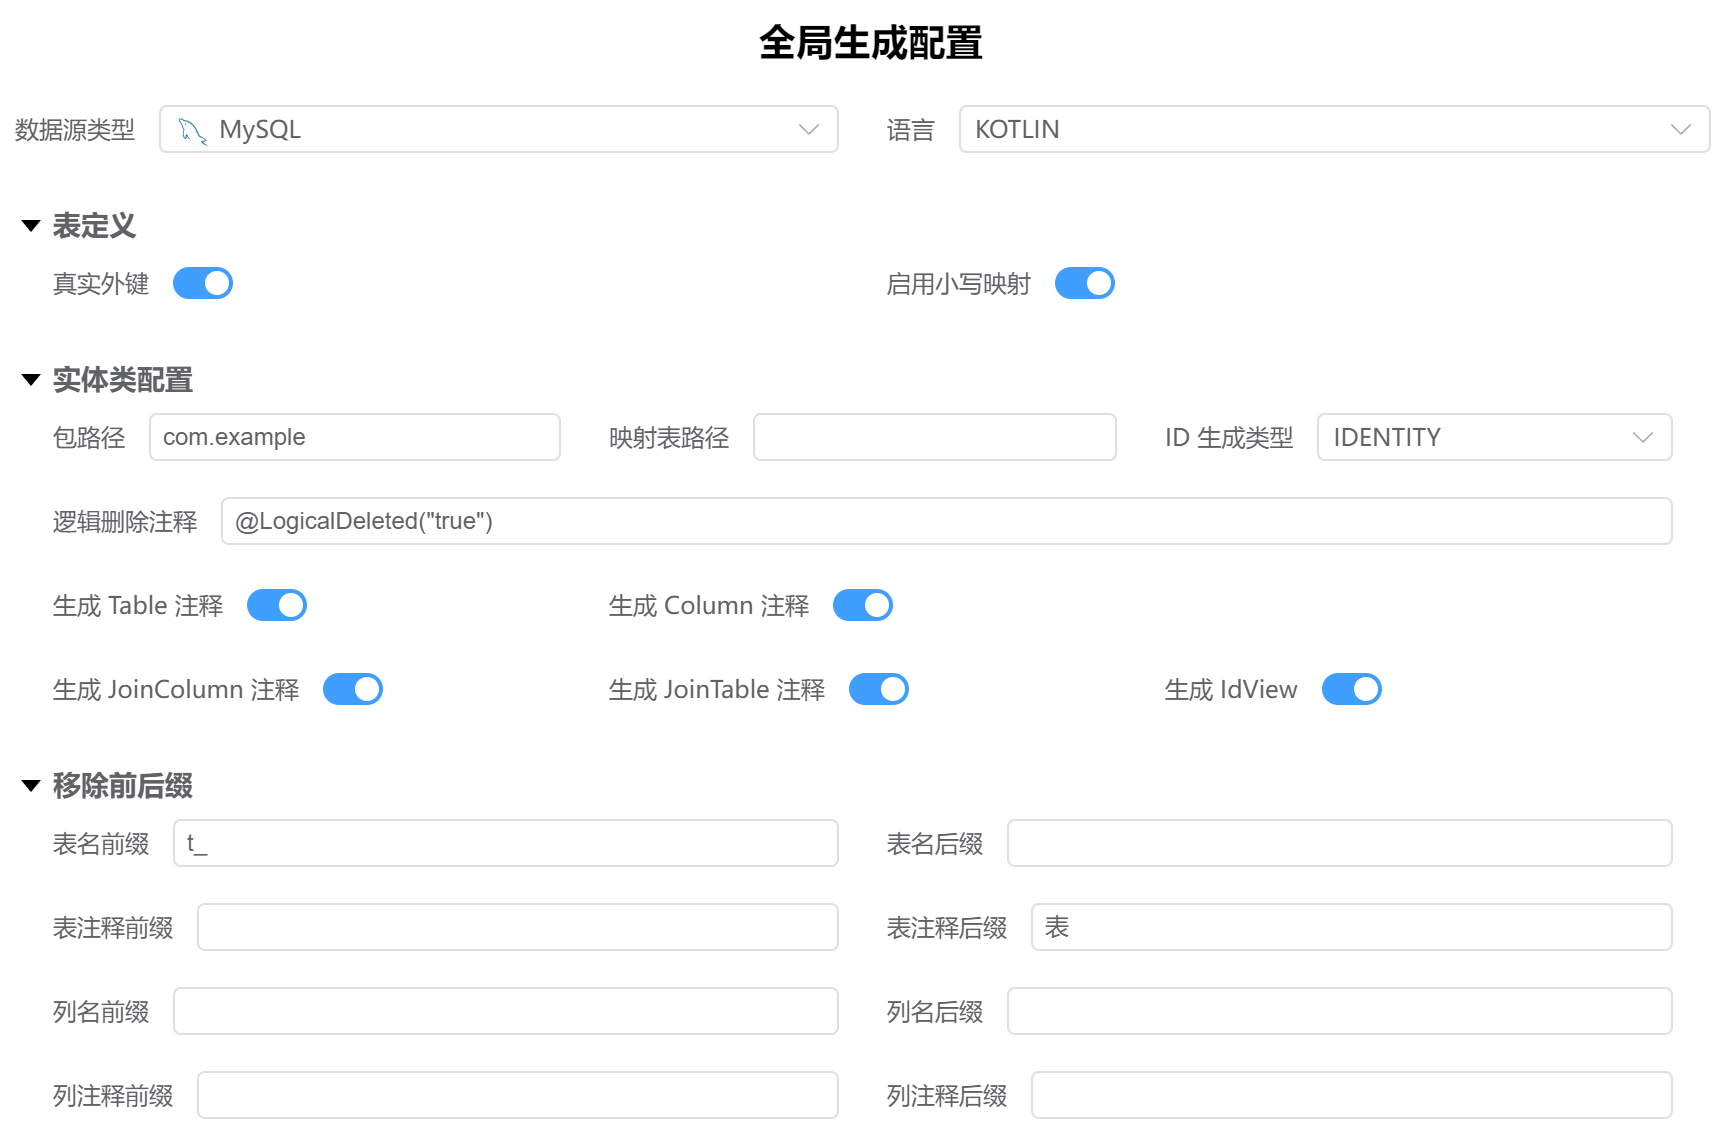 全局生成配置
数据源类型 MySQL 语言 KOTLIN
表定义
真实外键 启用小写映射
实体类配置
包路径 com.example 映射表路径 ID 生成类型 IDENTITY
逻辑删除注释 @LogicalDeleted("true")
生成 Table 注释 生成 Column 注释
生成 JoinColumn 注释 生成 JoinTable 注释 生成 IdView
移除前后缀
表名前缀 t_ 表名后缀
表注释前缀 表注释后缀 表
列名前缀 列名后缀
列注释前缀 列注释后缀